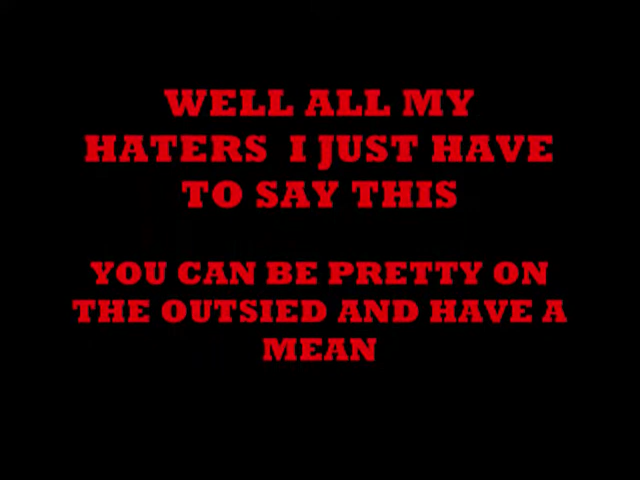 WELL ALL MY
HATERS I JUST HAVE
TO SAY THIS
YOU CAN BE PRETTY ON
THE OUTSIED AND HAVE A
MEAN